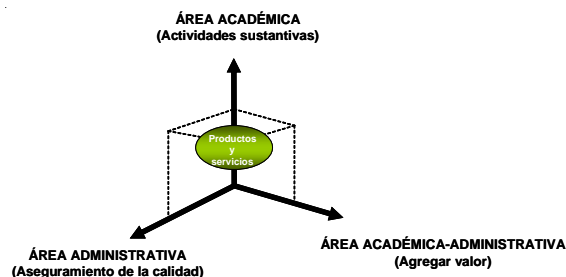 .
ÁREA ACADÉMICA
(Actividades sustantivas)
Productos
y
servicios
ÁREA ADMINISTRATIVA
(Aseguramiento de la calidad)
ÁREA ACADÉMICA-ADMINISTRATIVA
(Agregar valor)